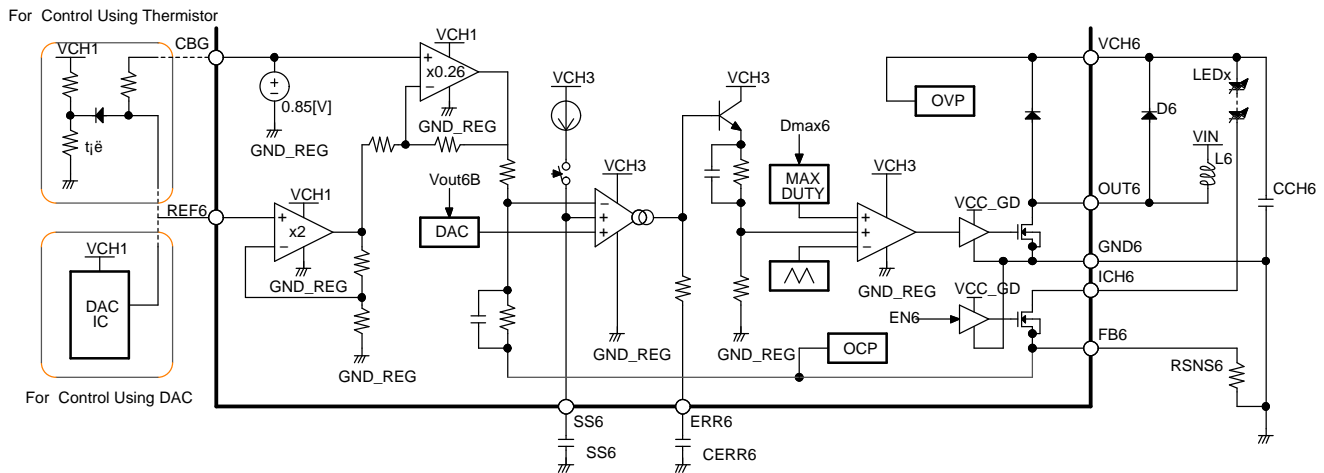 For Control Using Thermistor
VCH1
CBG
VCH1
x0.26
0.85[V]
GND_REG
GND_REG
t¡ë
VCH3
VCH3
OVP
VCH6
LEDx
D6
VIN
L6
Dmax6
MAX
DUTY
VCH3
VCH1
Vout6B
DAC
REF6
x2
GND_REG
VCC_GD
OUT6
CCH6
GND6
VCH1
DAC
IC
GND_REG
VCC_GD
ICH6
EN6
GND_REG
GND_REG
GND_REG
OCP
FB6
RSNS6
For Control Using DAC
SS6
ERR6
SS6
CERR6